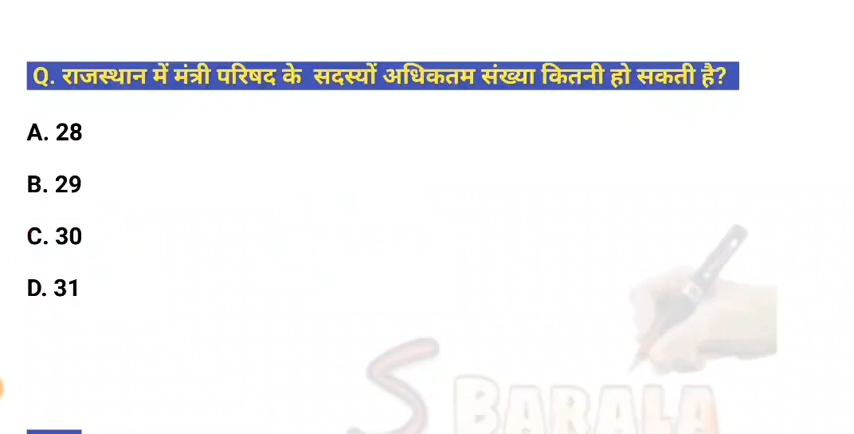 Q. राजस्थान में मंत्री परिषद के सदस्यों अधिकतम संख्या कितनी हो सकती है?
A. 28
B. 29
C. 30
D. 31
S BARALA